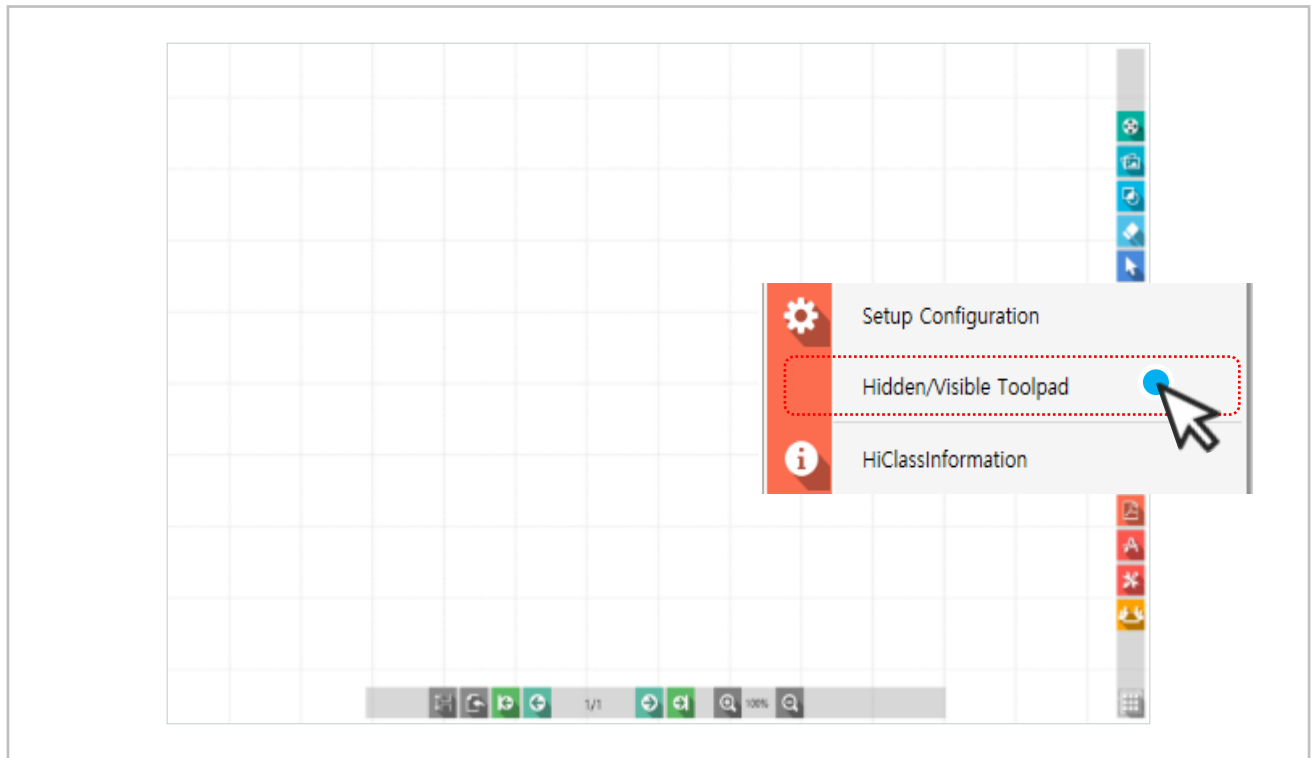 Setup Configuration
Hidden/Visible Toolpad
HiClassInformation
1/1
100%